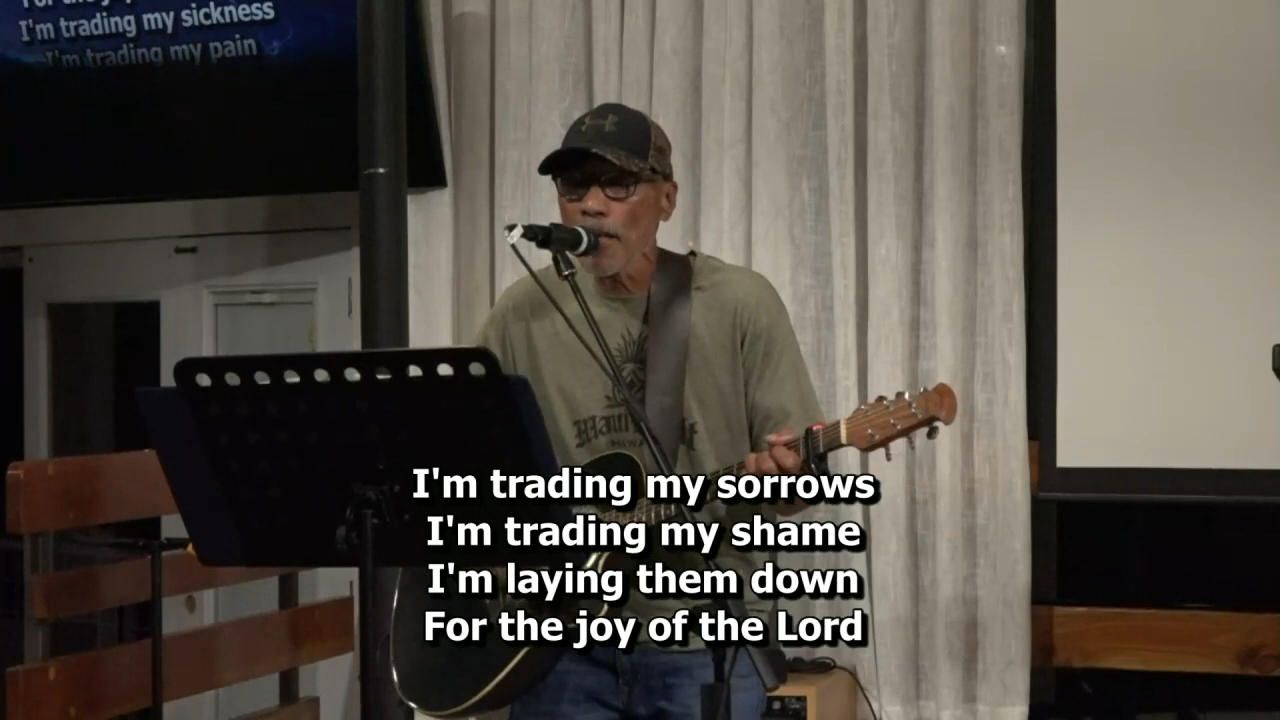 I'm trading my sickness
I'm trading my pain
I'm trading my sorrows
I'm trading my shame
I'm laying them down
For the joy of the Lord